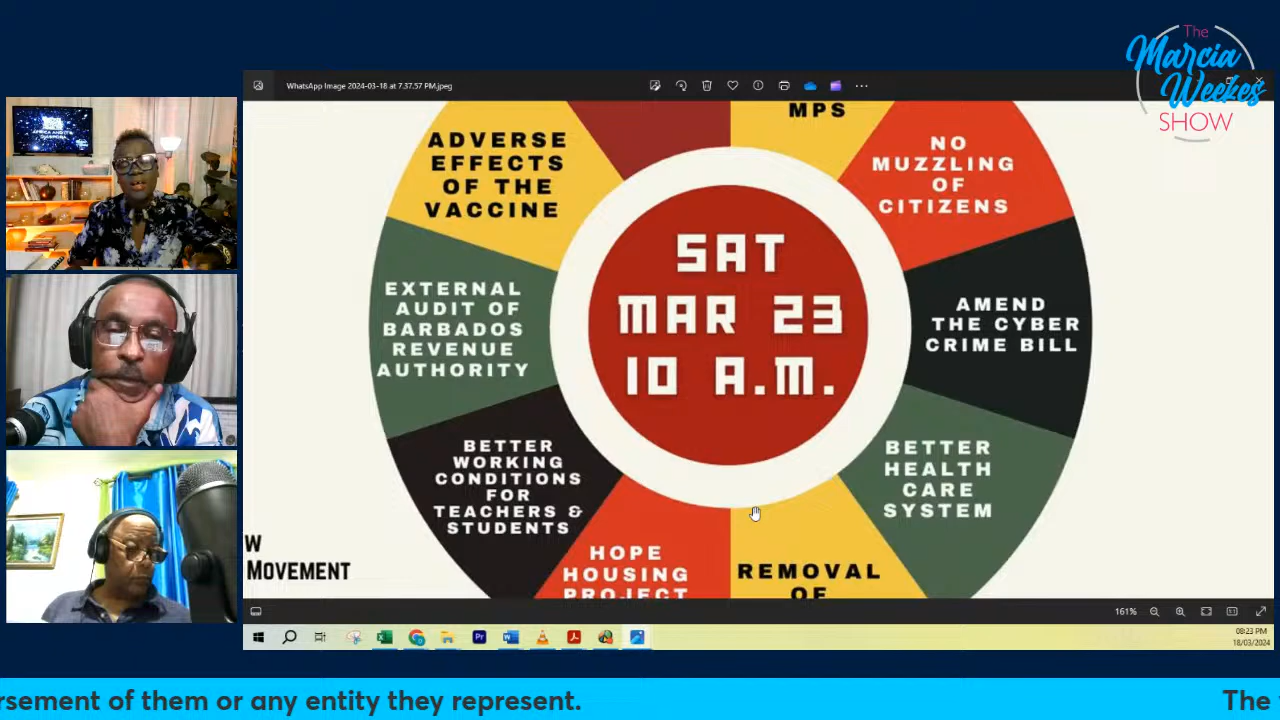 The
Marcia
Weekes
SHOW
WhatsApp Image 2024-03-18 at 7.37.57 PM.jpeg
MPS
ADVERSE
EFFECTS
OF THE
VACCINE
NO
MUZZLING
OF
CITIZENS
EXTERNAL
AUDIT OF
BARBADOS
REVENUE
AUTHORITY
SAT
MAR 23
10 A.M.
AMEND
THE CYBER
CRIME BILL
BETTER
WORKING
CONDITIONS
FOR
TEACHERS &
STUDENTS
BETTER
HEALTH
CARE
SYSTEM
HOPE
HOUSING
PROJECT
REMOVAL
OF
W
MOVEMENT
161%
08:23 PM
18/03/2024
rsement of them or any entity they represent.
The